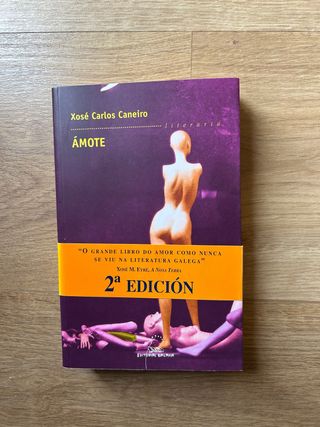 Xosé Carlos Caneiro
literaria
ÁMOTE
"O GRANDE LIBRO DO AMOR COMO NUNCA
SE VIU NA LITERATURA GALEGA"
XOSÉ M. EYRÉ, A NOSA TERRA
2ª EDICIÓN
EDITORIAL GALAXIA